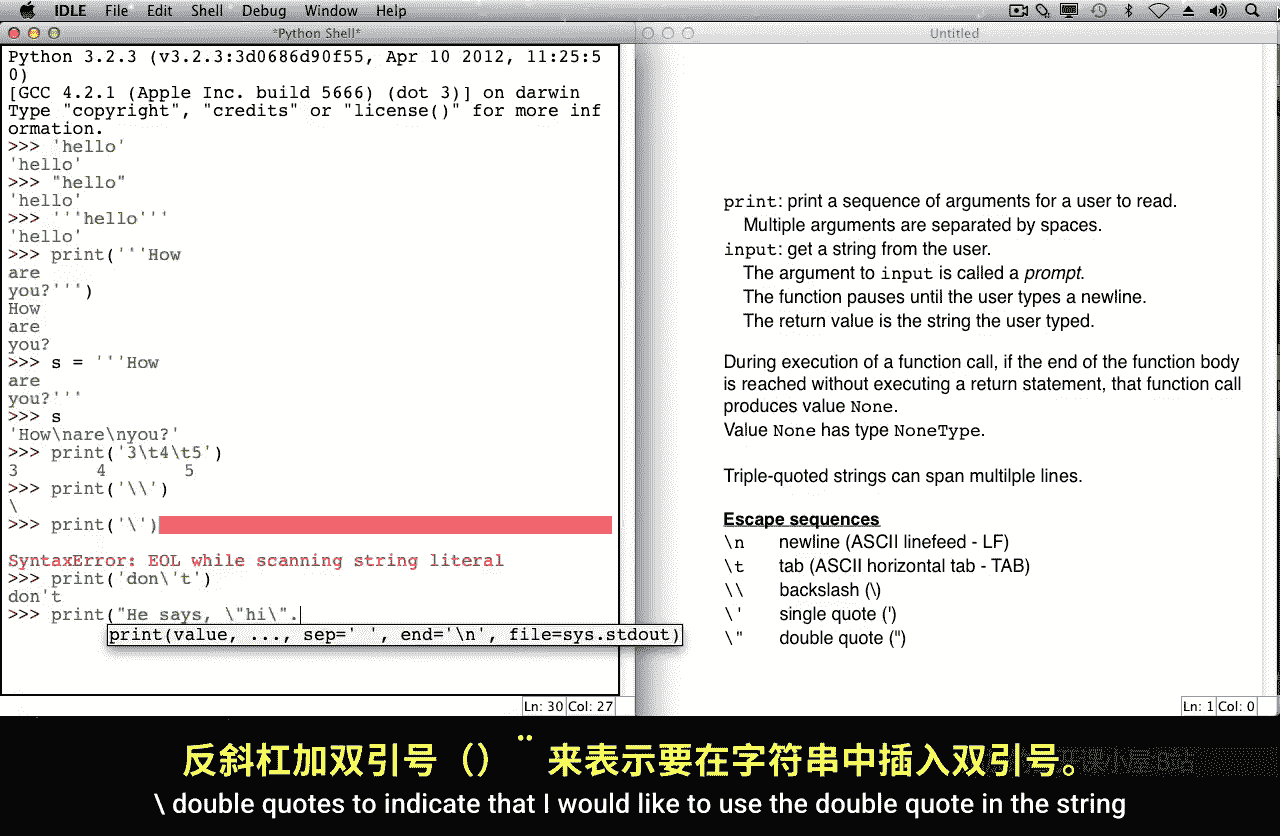 IDLE File Edit Shell Debug Window Help
*Python Shell*
Python 3.2.3 (v3.2.3:3d0686d90f55, Apr 10 2012, 11:25:5
0)
[GCC 4.2.1 (Apple Inc. build 5666) (dot 3)] on darwin
Type "copyright", "credits" or "license()" for more inf
ormation.
>>> 'hello'
'hello'
>>> "hello"
'hello'
>>> '''hello'''
'hello'
>>> print('''How
are
you?''')
How
are
you?
>>> s = '''How
are
you?'''
>>> s
'How\nare\nyou?'
>>> print('3\t4\t5')
3 4 5
>>> print('\\')
\
>>> print('\')
SyntaxError: EOL while scanning string literal
>>> print('don\'t')
don't
>>> print("He says, \"hi\".
print(value, ..., sep=' ', end='\n', file=sys.stdout)
Ln: 30 Col: 27
Untitled
print: print a sequence of arguments for a user to read.
Multiple arguments are separated by spaces.
input: get a string from the user.
The argument to input is called a prompt.
The function pauses until the user types a newline.
The return value is the string the user typed.
During execution of a function call, if the end of the function body
is reached without executing a return statement, that function call
produces value None.
Value None has type NoneType.
Triple-quoted strings can span multilple lines.
Escape sequences
\n newline (ASCII linefeed - LF)
\t tab (ASCII horizontal tab - TAB)
\\ backslash (\)
\' single quote (')
\" double quote (")
Ln: 1 Col: 0
反斜杠加双引号（）¨ 来表示要在字符串中插入双引号。
\ double quotes to indicate that I would like to use the double quote in the string